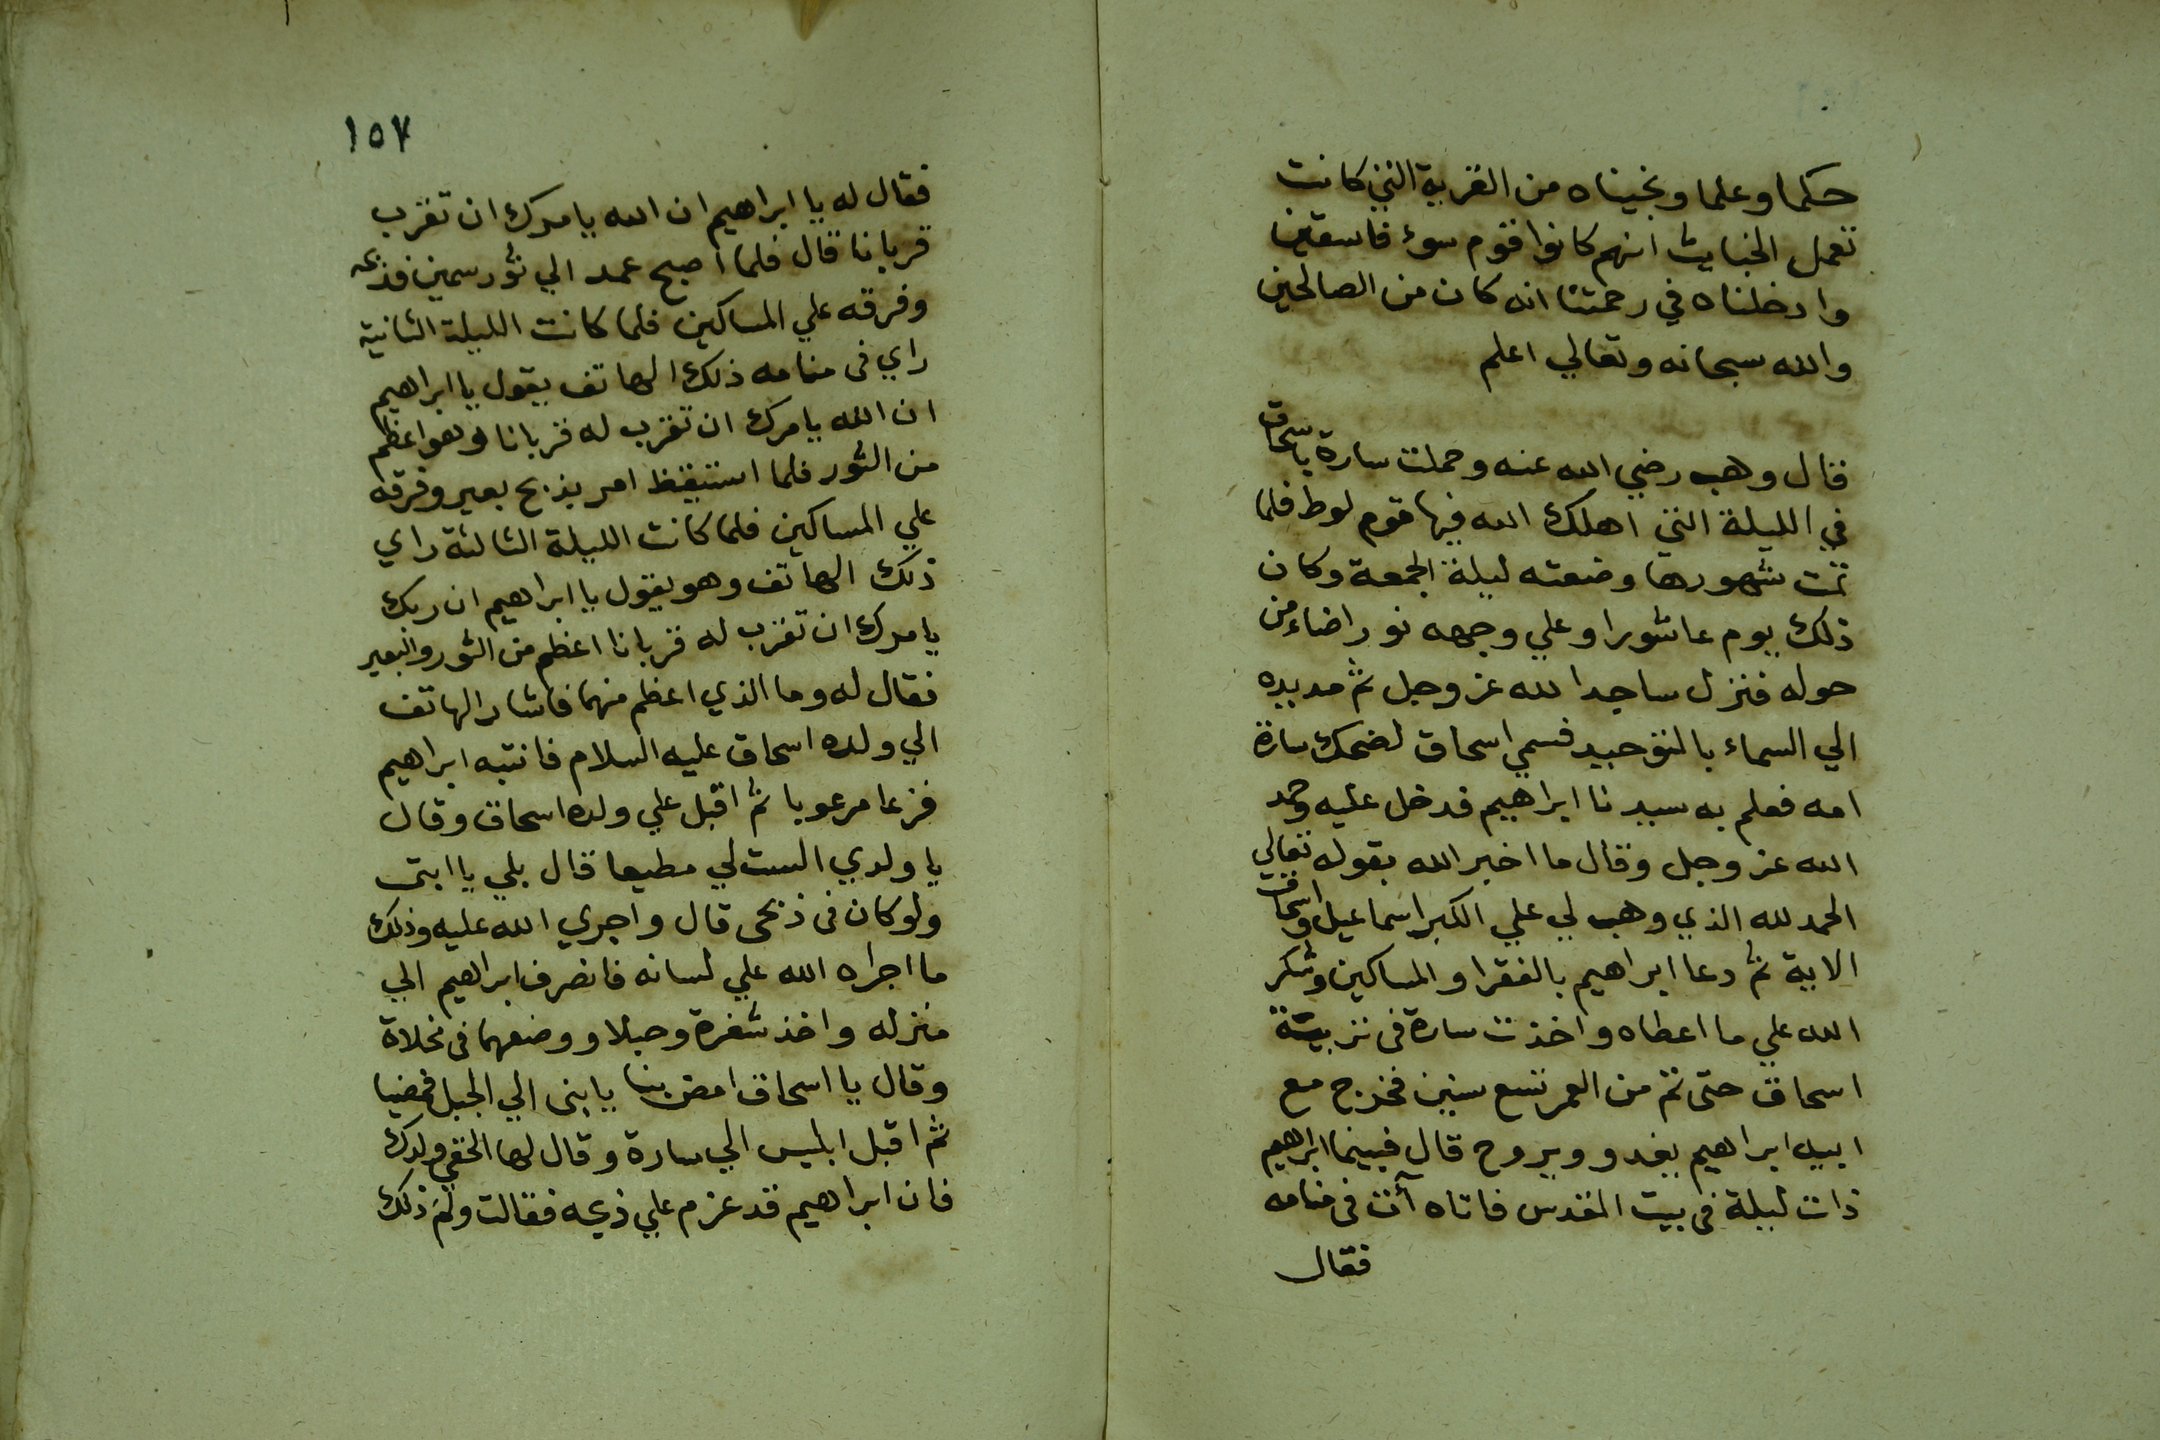 حكما وعلما ونجيناه من القرية التي كانت
تعمل الخبايث انهم كانوا قوم سوء فاسقين
وادخلناه في رحمتنا انه كان من الصالحين
والله سبحانه وتعالي اعلم
قال وهب رضي الله عنه وحملت سارة باسحاق
في الليلة التي اهلك الله فيها قوم لوط فلما
تمت شهورها وضعته ليلة الجمعة وكان
ذلك يوم عاشورا وعلي وجهه نور اضاء من
حوله فنزل ساجدا لله عز وجل ثم مد يده
الي السماء بالتوحيد فسمي اسحاق لضحك سارة
امه فعلم به سيدنا ابراهيم فدخل عليه وحمد
الله عز وجل وقال ما اخبر الله بقوله تعالي
الحمد لله الذي وهب لي علي الكبر اسماعيل واسحاق
الاية ثم دعا ابراهيم بالفقرا والمساكين وشكر
الله علي ما اعطاه واخذت سارة في تربيته
اسحاق حتى تم من العمر تسع سنين فخرج مع
ابيه ابراهيم يغدو ويروح قال فبينما ابراهيم
ذات ليلة في بيت المقدس فاتاه آت في منامه
فقال
١٥٧
فقال له يا ابراهيم ان الله يامرك ان تقرب
قربانا قال فلما اصبح عمد الي ثور سمين فذبحه
وفرقه علي المساكين فلما كانت الليلة الثانية
راي في منامه ذلك الهاتف يقول يا ابراهيم
ان الله يامرك ان تقرب له قربانا وهو اعظم
من الثور فلما استيقظ امر بذبح بعير وفرقه
علي المساكين فلما كانت الليلة الثالثة راي
ذلك الهاتف وهو يقول يا ابراهيم ان ربك
يامرك ان تقرب له قربانا اعظم من الثور والبعير
فقال له وما الذي اعظم منهما فاشار الهاتف
الي ولده اسحاق عليه السلام فانتبه ابراهيم
فزعا مرعوبا ثم اقبل علي ولده اسحاق وقال
يا ولدي الست لي مطيعا قال بلي يا ابتى
ولو كان في ذبحى قال واجري الله عليه وذلك
ما اجراه الله علي لسانه فانصرف ابراهيم الي
منزله واخذ شفرة وحبلا ووضعهما في مخلاة
وقال يا اسحاق امض بنا يابنى الي الجبل فمضيا
ثم اقبل ابليس الي سارة وقال لها الحقي ولدك
فان ابراهيم قد عزم علي ذبحه فقالت ولم ذلك